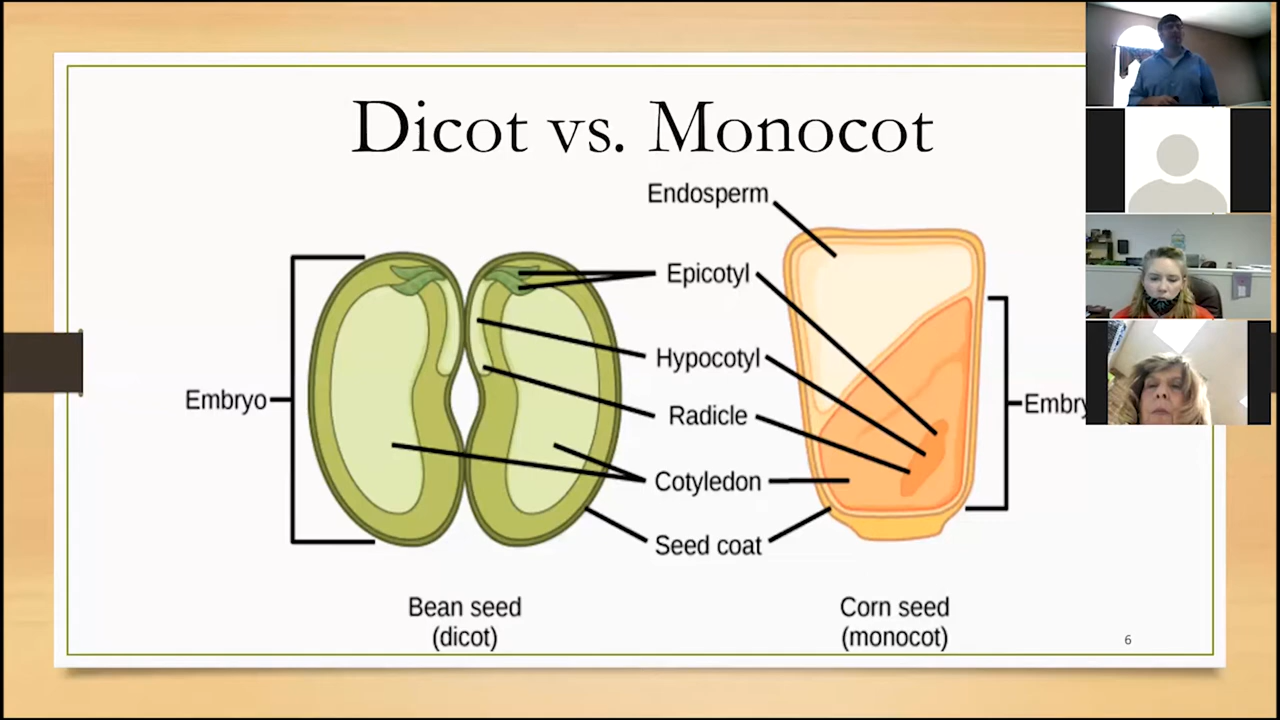 Dicot vs. Monocot
Endosperm
Epicotyl
Hypocotyl
Radicle
Cotyledon
Seed coat
Embryo
Embry
Bean seed
(dicot)
Corn seed
(monocot)
6